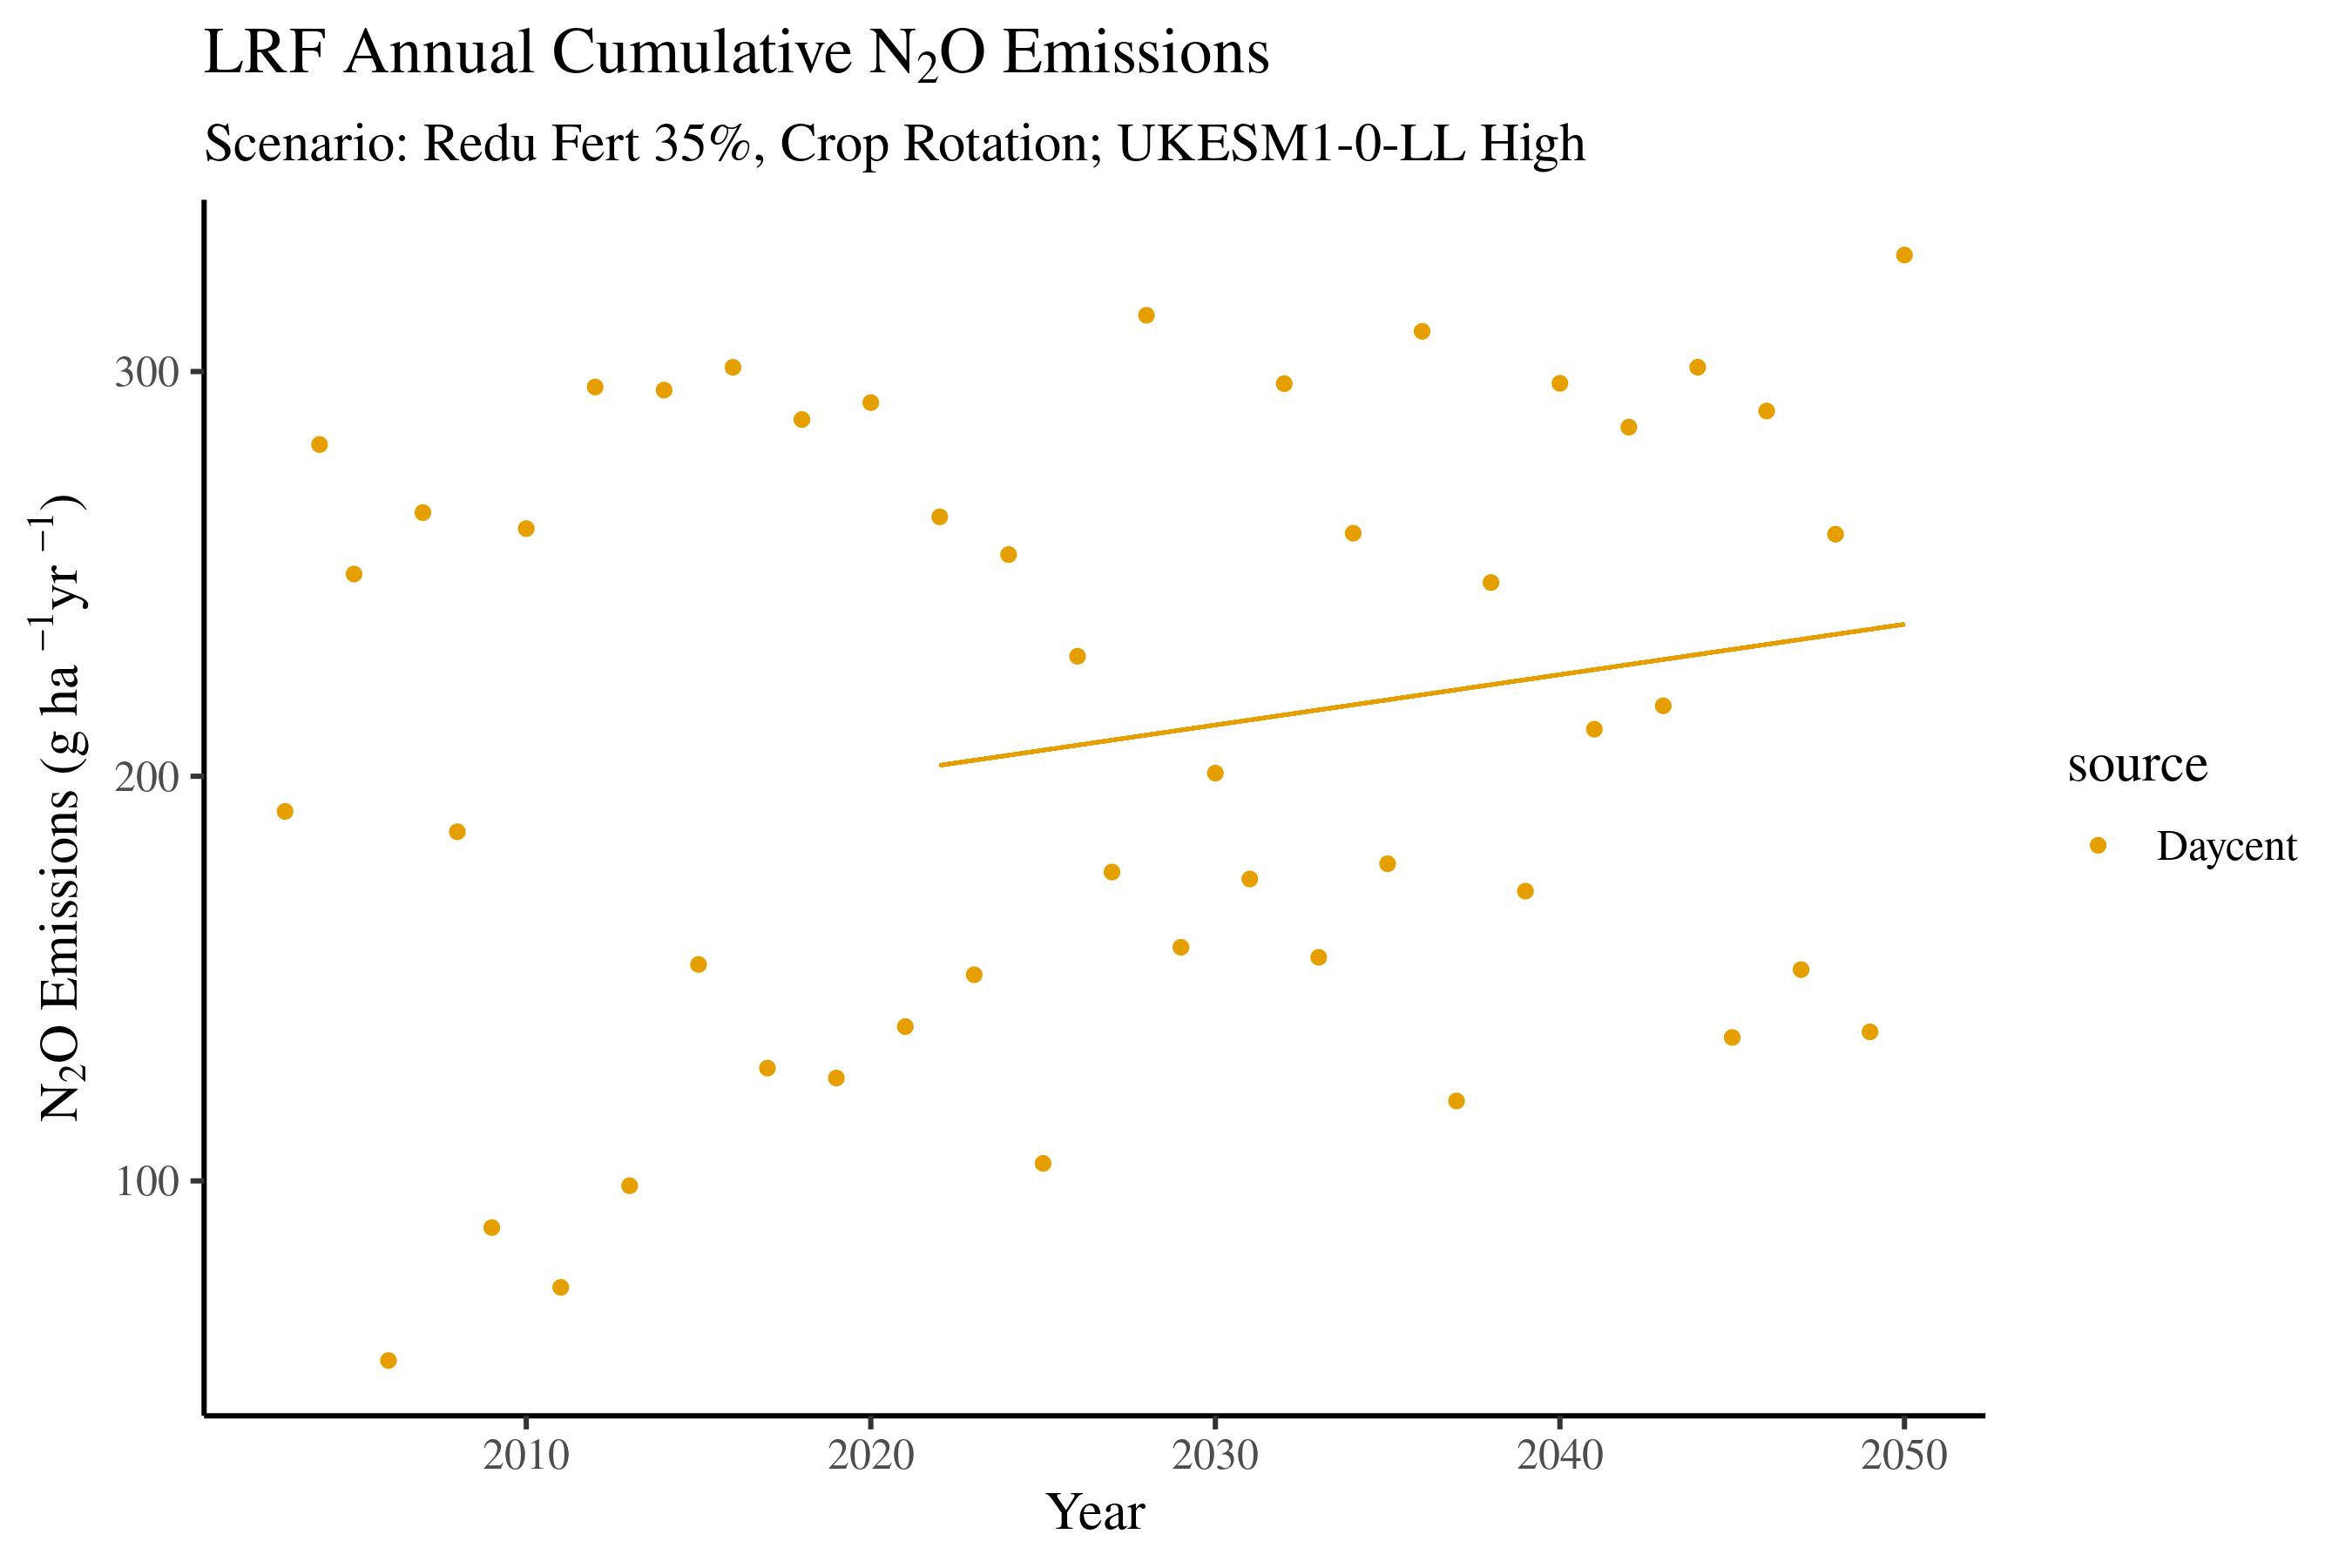 LRF Annual Cumulative N₂O Emissions
Scenario: Redu Fert 35%, Crop Rotation; UKESM1-0-LL High
N₂O Emissions (g ha⁻¹yr⁻¹)
300
200
100
2010 2020 2030 2040 2050
Year
source
Daycent